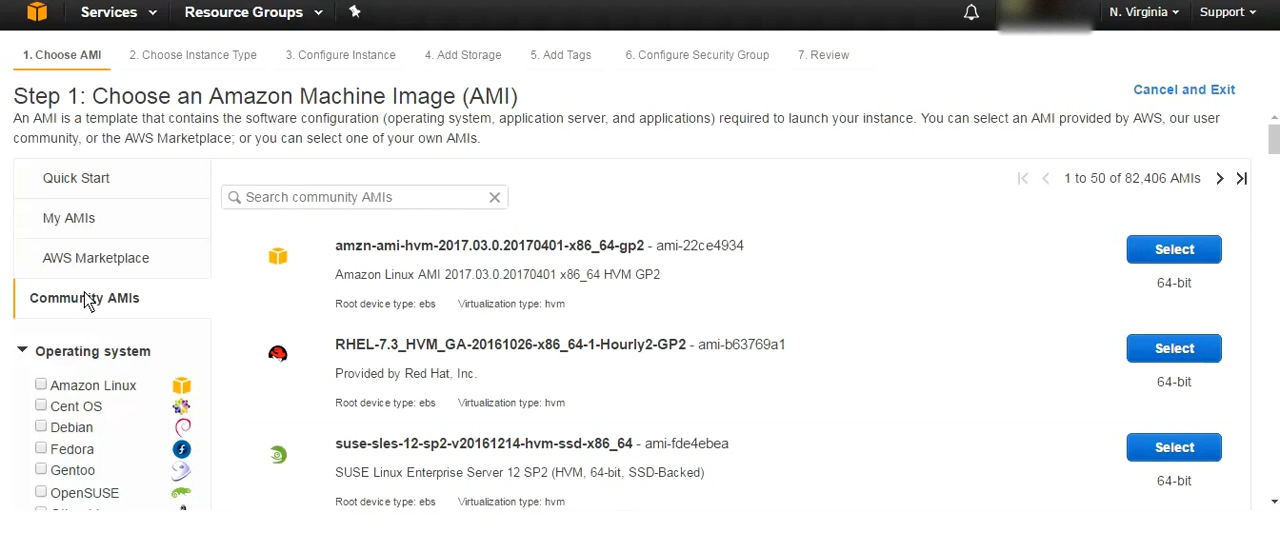 Services
Resource Groups
N. Virginia
Support
1. Choose AMI
2. Choose Instance Type
3. Configure Instance
4. Add Storage
5. Add Tags
6. Configure Security Group
7. Review
Step 1: Choose an Amazon Machine Image (AMI)
Cancel and Exit
An AMI is a template that contains the software configuration (operating system, application server, and applications) required to launch your instance. You can select an AMI provided by AWS, our user
community, or the AWS Marketplace; or you can select one of your own AMIs.
Quick Start
My AMIs
AWS Marketplace
Community AMIs
Operating system
Amazon Linux
Cent OS
Debian
Fedora
Gentoo
OpenSUSE
Search community AMIs
1 to 50 of 82,406 AMIs
amzn-ami-hvm-2017.03.0.20170401-x86_64-gp2 - ami-22ce4934
Amazon Linux AMI 2017.03.0.20170401 x86_64 HVM GP2
Root device type: ebs Virtualization type: hvm
Select
64-bit
RHEL-7.3_HVM_GA-20161026-x86_64-1-Hourly2-GP2 - ami-b63769a1
Provided by Red Hat, Inc.
Root device type: ebs Virtualization type: hvm
Select
64-bit
suse-sles-12-sp2-v20161214-hvm-ssd-x86_64 - ami-fde4ebea
SUSE Linux Enterprise Server 12 SP2 (HVM, 64-bit, SSD-Backed)
Root device type: ebs Virtualization type: hvm
Select
64-bit